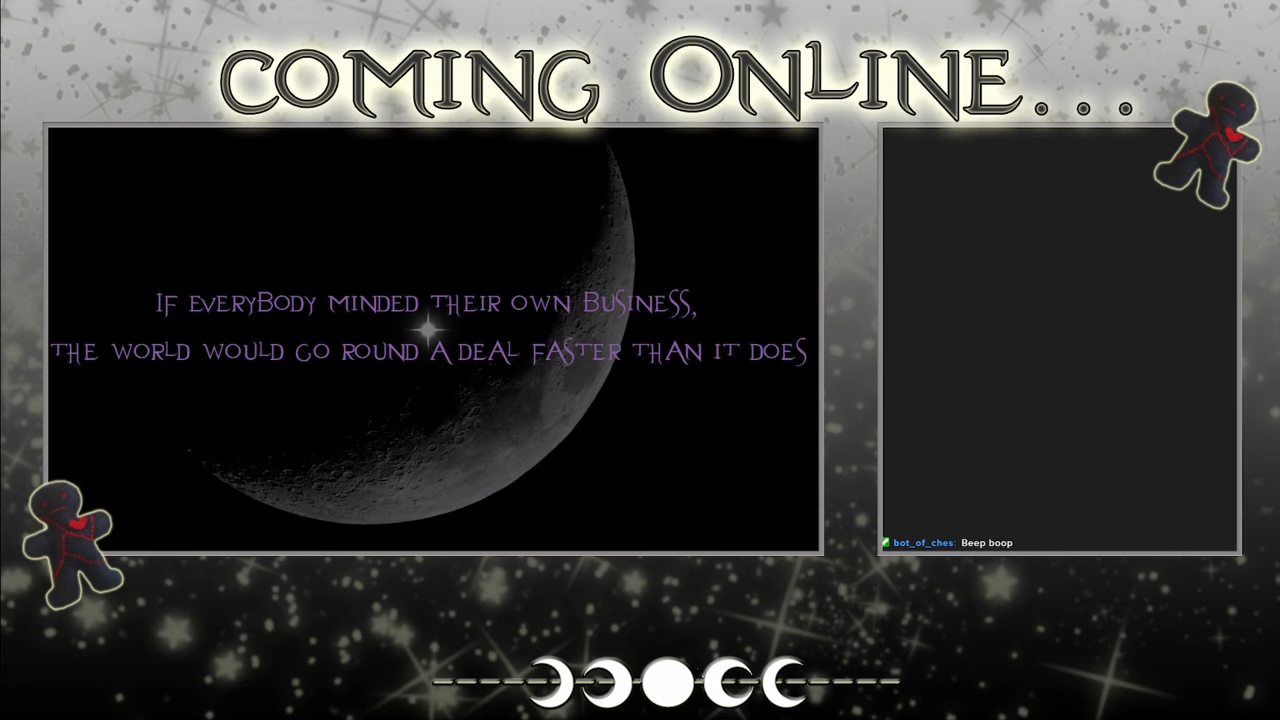 COMING ONLINE...
IF EVERYBODY MINDED THEIR OWN BUSINESS,
THE WORLD WOULD GO ROUND A DEAL FASTER THAN IT DOES
bot_of_ches: Beep boop